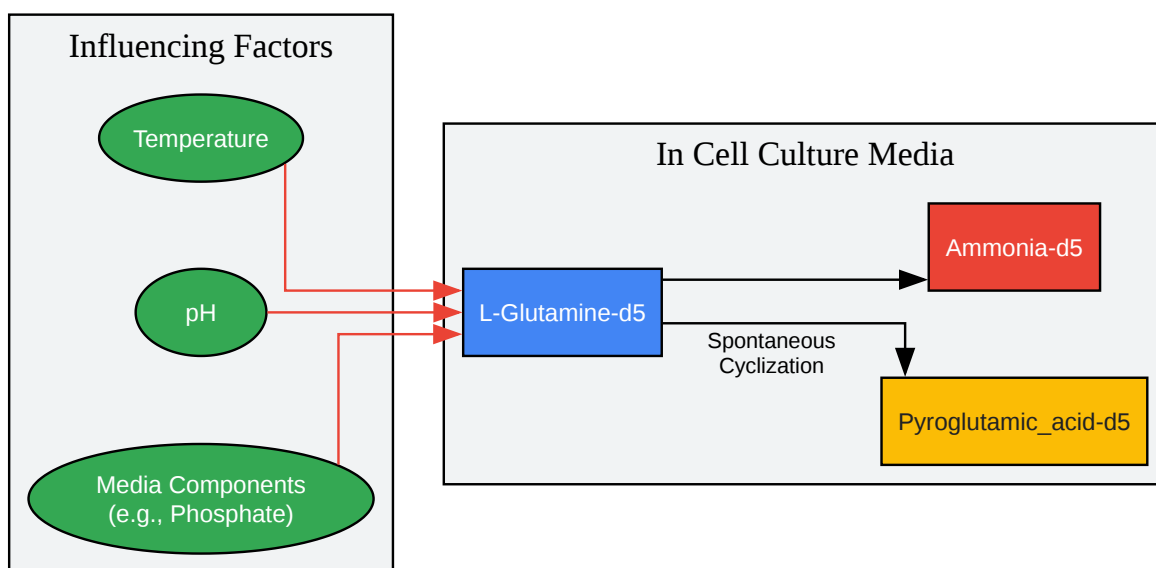 Influencing Factors
Temperature
pH
Media Components
(e.g., Phosphate)
In Cell Culture Media
L-Glutamine-d5
Spontaneous
Cyclization
Ammonia-d5
Pyroglutamic_acid-d5